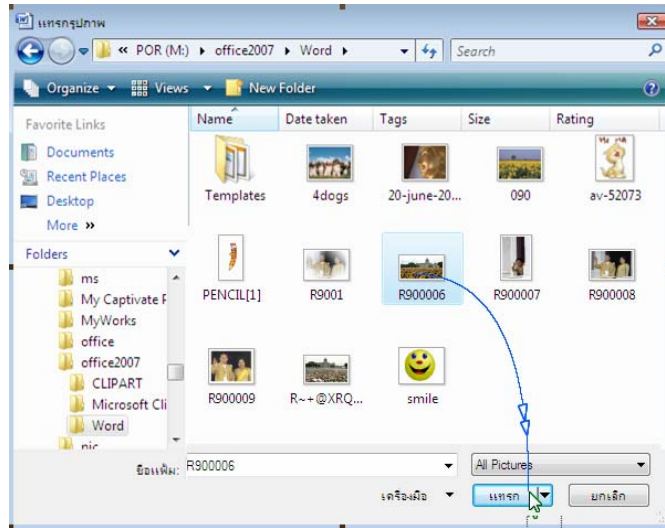 แทรกรูปภาพ
« POR (M:) ▸ office2007 ▸ Word ▸
Search
Organize
Views
New Folder
Favorite Links
Documents
Recent Places
Desktop
More »
Folders
ms
My Captivate F
MyWorks
office
office2007
CLIPART
Microsoft Cli
Word
pic
Name
Date taken
Tags
Size
Rating
Templates
4dogs
20-june-20...
090
av-52073
PENCIL[1]
R9001
R900006
R900007
R900008
R900009
R~+@XRQ...
smile
ชื่อแฟ้ม:
R900006
All Pictures
เครื่องมือ
แทรก
ยกเลิก